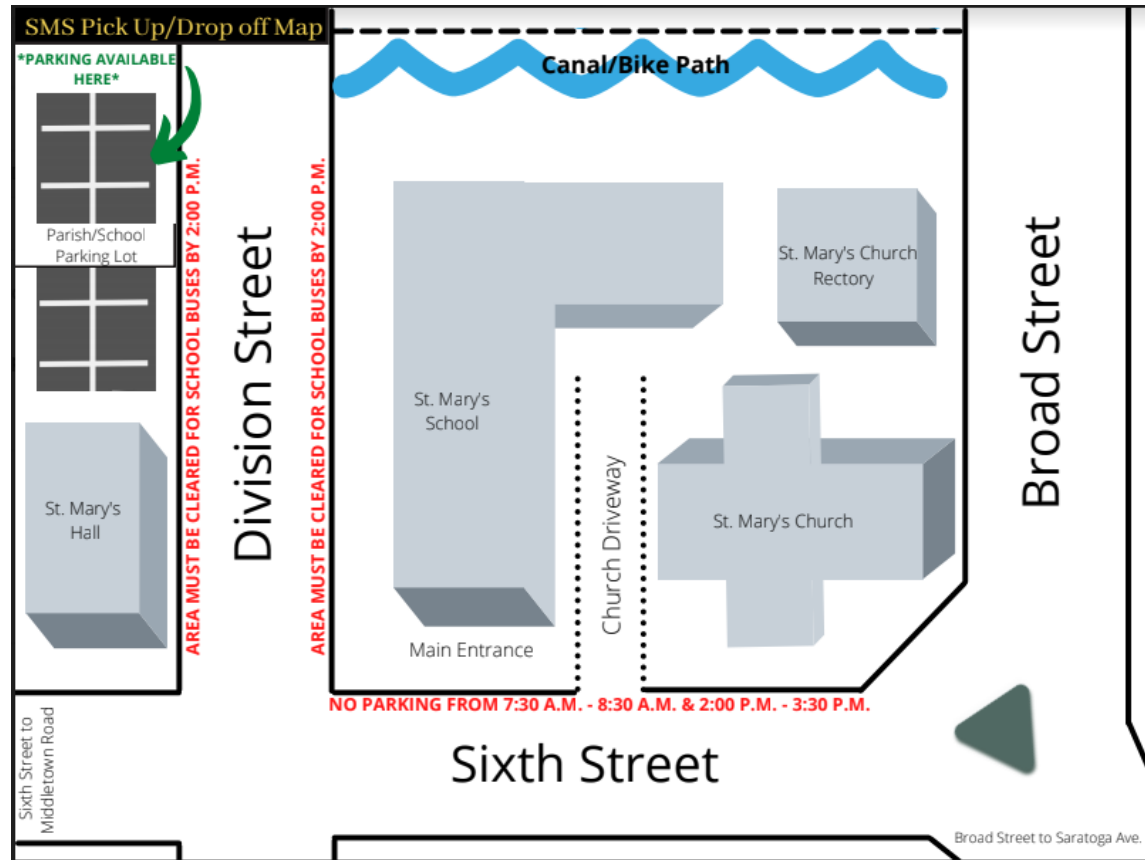 SMS Pick Up/Drop off Map
*PARKING AVAILABLE
HERE*
Canal/Bike Path
Parish/School
Parking Lot
AREA MUST BE CLEARED FOR SCHOOL BUSES BY 2:00 P.M.
Division Street
AREA MUST BE CLEARED FOR SCHOOL BUSES BY 2:00 P.M.
St. Mary's Church
Rectory
Broad Street
St. Mary's
School
St. Mary's
Hall
Church Driveway
St. Mary's Church
Main Entrance
NO PARKING FROM 7:30 A.M. - 8:30 A.M. & 2:00 P.M. - 3:30 P.M.
Sixth Street to
Middletown Road
Sixth Street
Broad Street to Saratoga Ave.